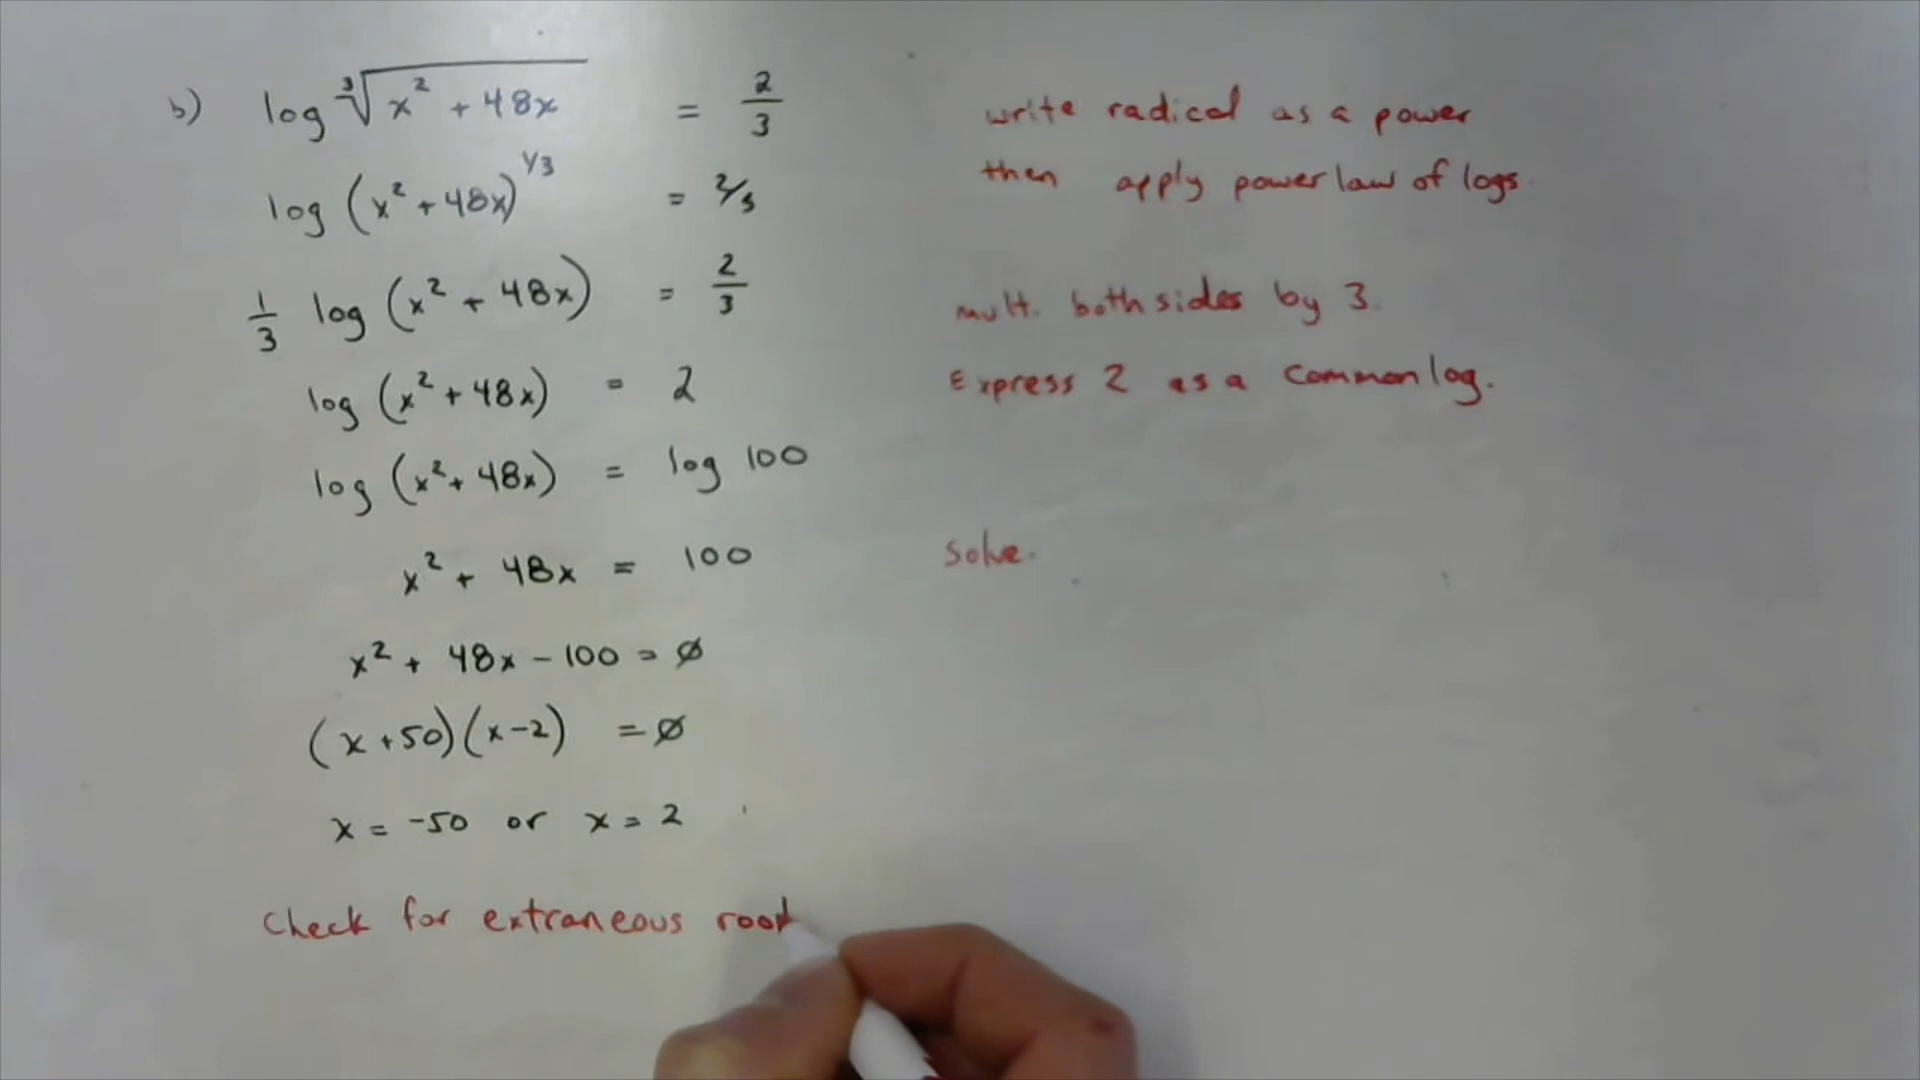 b) log ∛(x² + 48x) = 2/3
write radical as a power
log (x² + 48x)^1/3 = 2/3
then apply power law of logs.
1/3 log (x² + 48x) = 2/3
mult. both sides by 3.
log (x² + 48x) = 2
Express 2 as a common log.
log (x² + 48x) = log 100
x² + 48x = 100
solve.
x² + 48x - 100 = 0
(x + 50)(x - 2) = 0
x = -50 or x = 2
Check for extraneous root